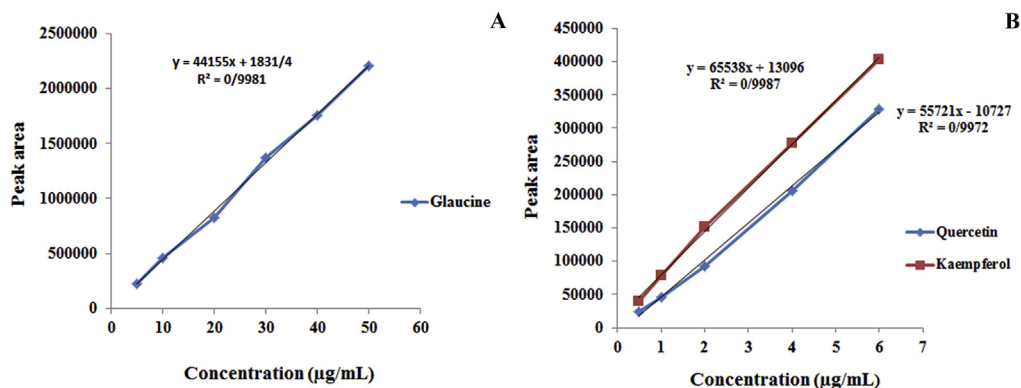 A
2500000
2000000
1500000
1000000
500000
0
0 10 20 30 40 50 60
Peak area
Concentration (µg/mL)
y = 44155x + 1831/4
R² = 0/9981
Glaucine
B
450000
400000
350000
300000
250000
200000
150000
100000
50000
0
0 1 2 3 4 5 6 7
Peak area
Concentration (µg/mL)
y = 65538x + 13096
R² = 0/9987
y = 55721x - 10727
R² = 0/9972
Quercetin
Kaempferol